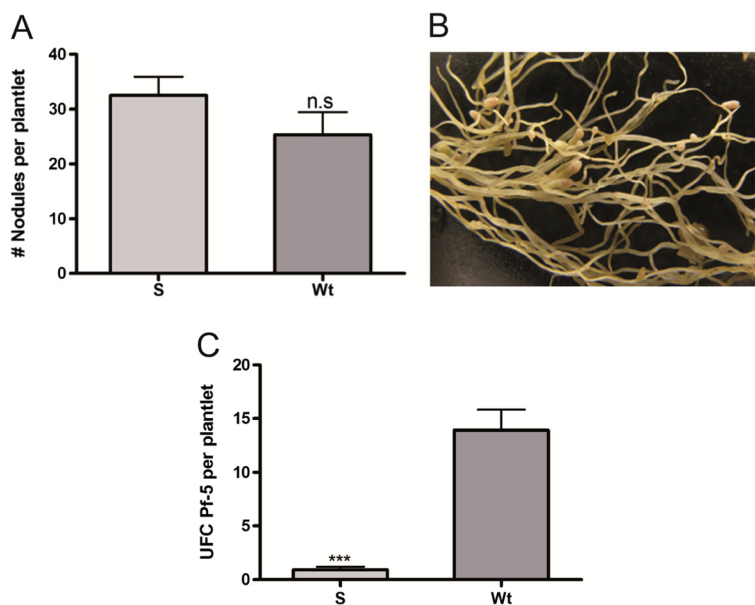 A
# Nodules per plantlet
40
30
20
10
0
n.s
S
Wt
B
C
UFC Pf-5 per plantlet
20
15
10
5
0
***
S
Wt